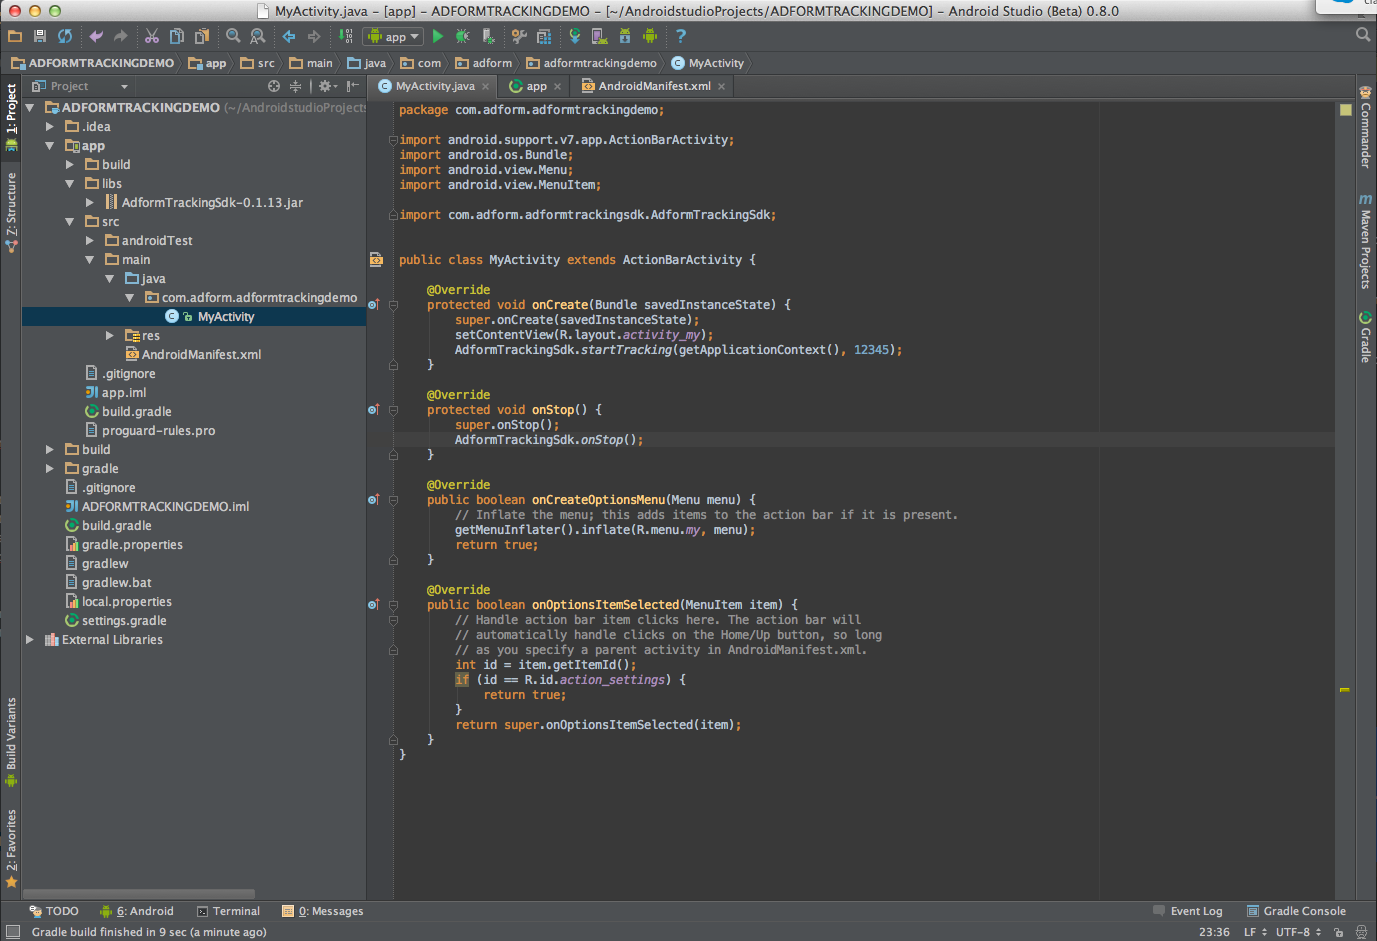 MyActivity.java - [app] - ADFORMTRACKINGDEMO - [~/AndroidstudioProjects/ADFORMTRACKINGDEMO] - Android Studio (Beta) 0.8.0
app
ADFORMTRACKINGDEMO app src main java com adform adformtrackingdemo MyActivity
Project
MyActivity.java app AndroidManifest.xml
1: Project
Z: Structure
Build Variants
2: Favorites
ADFORMTRACKINGDEMO (~/AndroidstudioProjects
.idea
app
build
libs
AdformTrackingSdk-0.1.13.jar
src
androidTest
main
java
com.adform.adformtrackingdemo
MyActivity
res
AndroidManifest.xml
.gitignore
app.iml
build.gradle
proguard-rules.pro
build
gradle
.gitignore
ADFORMTRACKINGDEMO.iml
build.gradle
gradle.properties
gradlew
gradlew.bat
local.properties
settings.gradle
External Libraries
package com.adform.adformtrackingdemo;
import android.support.v7.app.ActionBarActivity;
import android.os.Bundle;
import android.view.Menu;
import android.view.MenuItem;
import com.adform.adformtrackingsdk.AdformTrackingSdk;
public class MyActivity extends ActionBarActivity {
@Override
protected void onCreate(Bundle savedInstanceState) {
super.onCreate(savedInstanceState);
setContentView(R.layout.activity_my);
AdformTrackingSdk.startTracking(getApplicationContext(), 12345);
}
@Override
protected void onStop() {
super.onStop();
AdformTrackingSdk.onStop();
}
@Override
public boolean onCreateOptionsMenu(Menu menu) {
// Inflate the menu; this adds items to the action bar if it is present.
getMenuInflater().inflate(R.menu.my, menu);
return true;
}
@Override
public boolean onOptionsItemSelected(MenuItem item) {
// Handle action bar item clicks here. The action bar will
// automatically handle clicks on the Home/Up button, so long
// as you specify a parent activity in AndroidManifest.xml.
int id = item.getItemId();
if (id == R.id.action_settings) {
return true;
}
return super.onOptionsItemSelected(item);
}
}
Commander
Maven Projects
Gradle
TODO 6: Android Terminal 0: Messages Event Log Gradle Console
Gradle build finished in 9 sec (a minute ago) 23:36 LF UTF-8